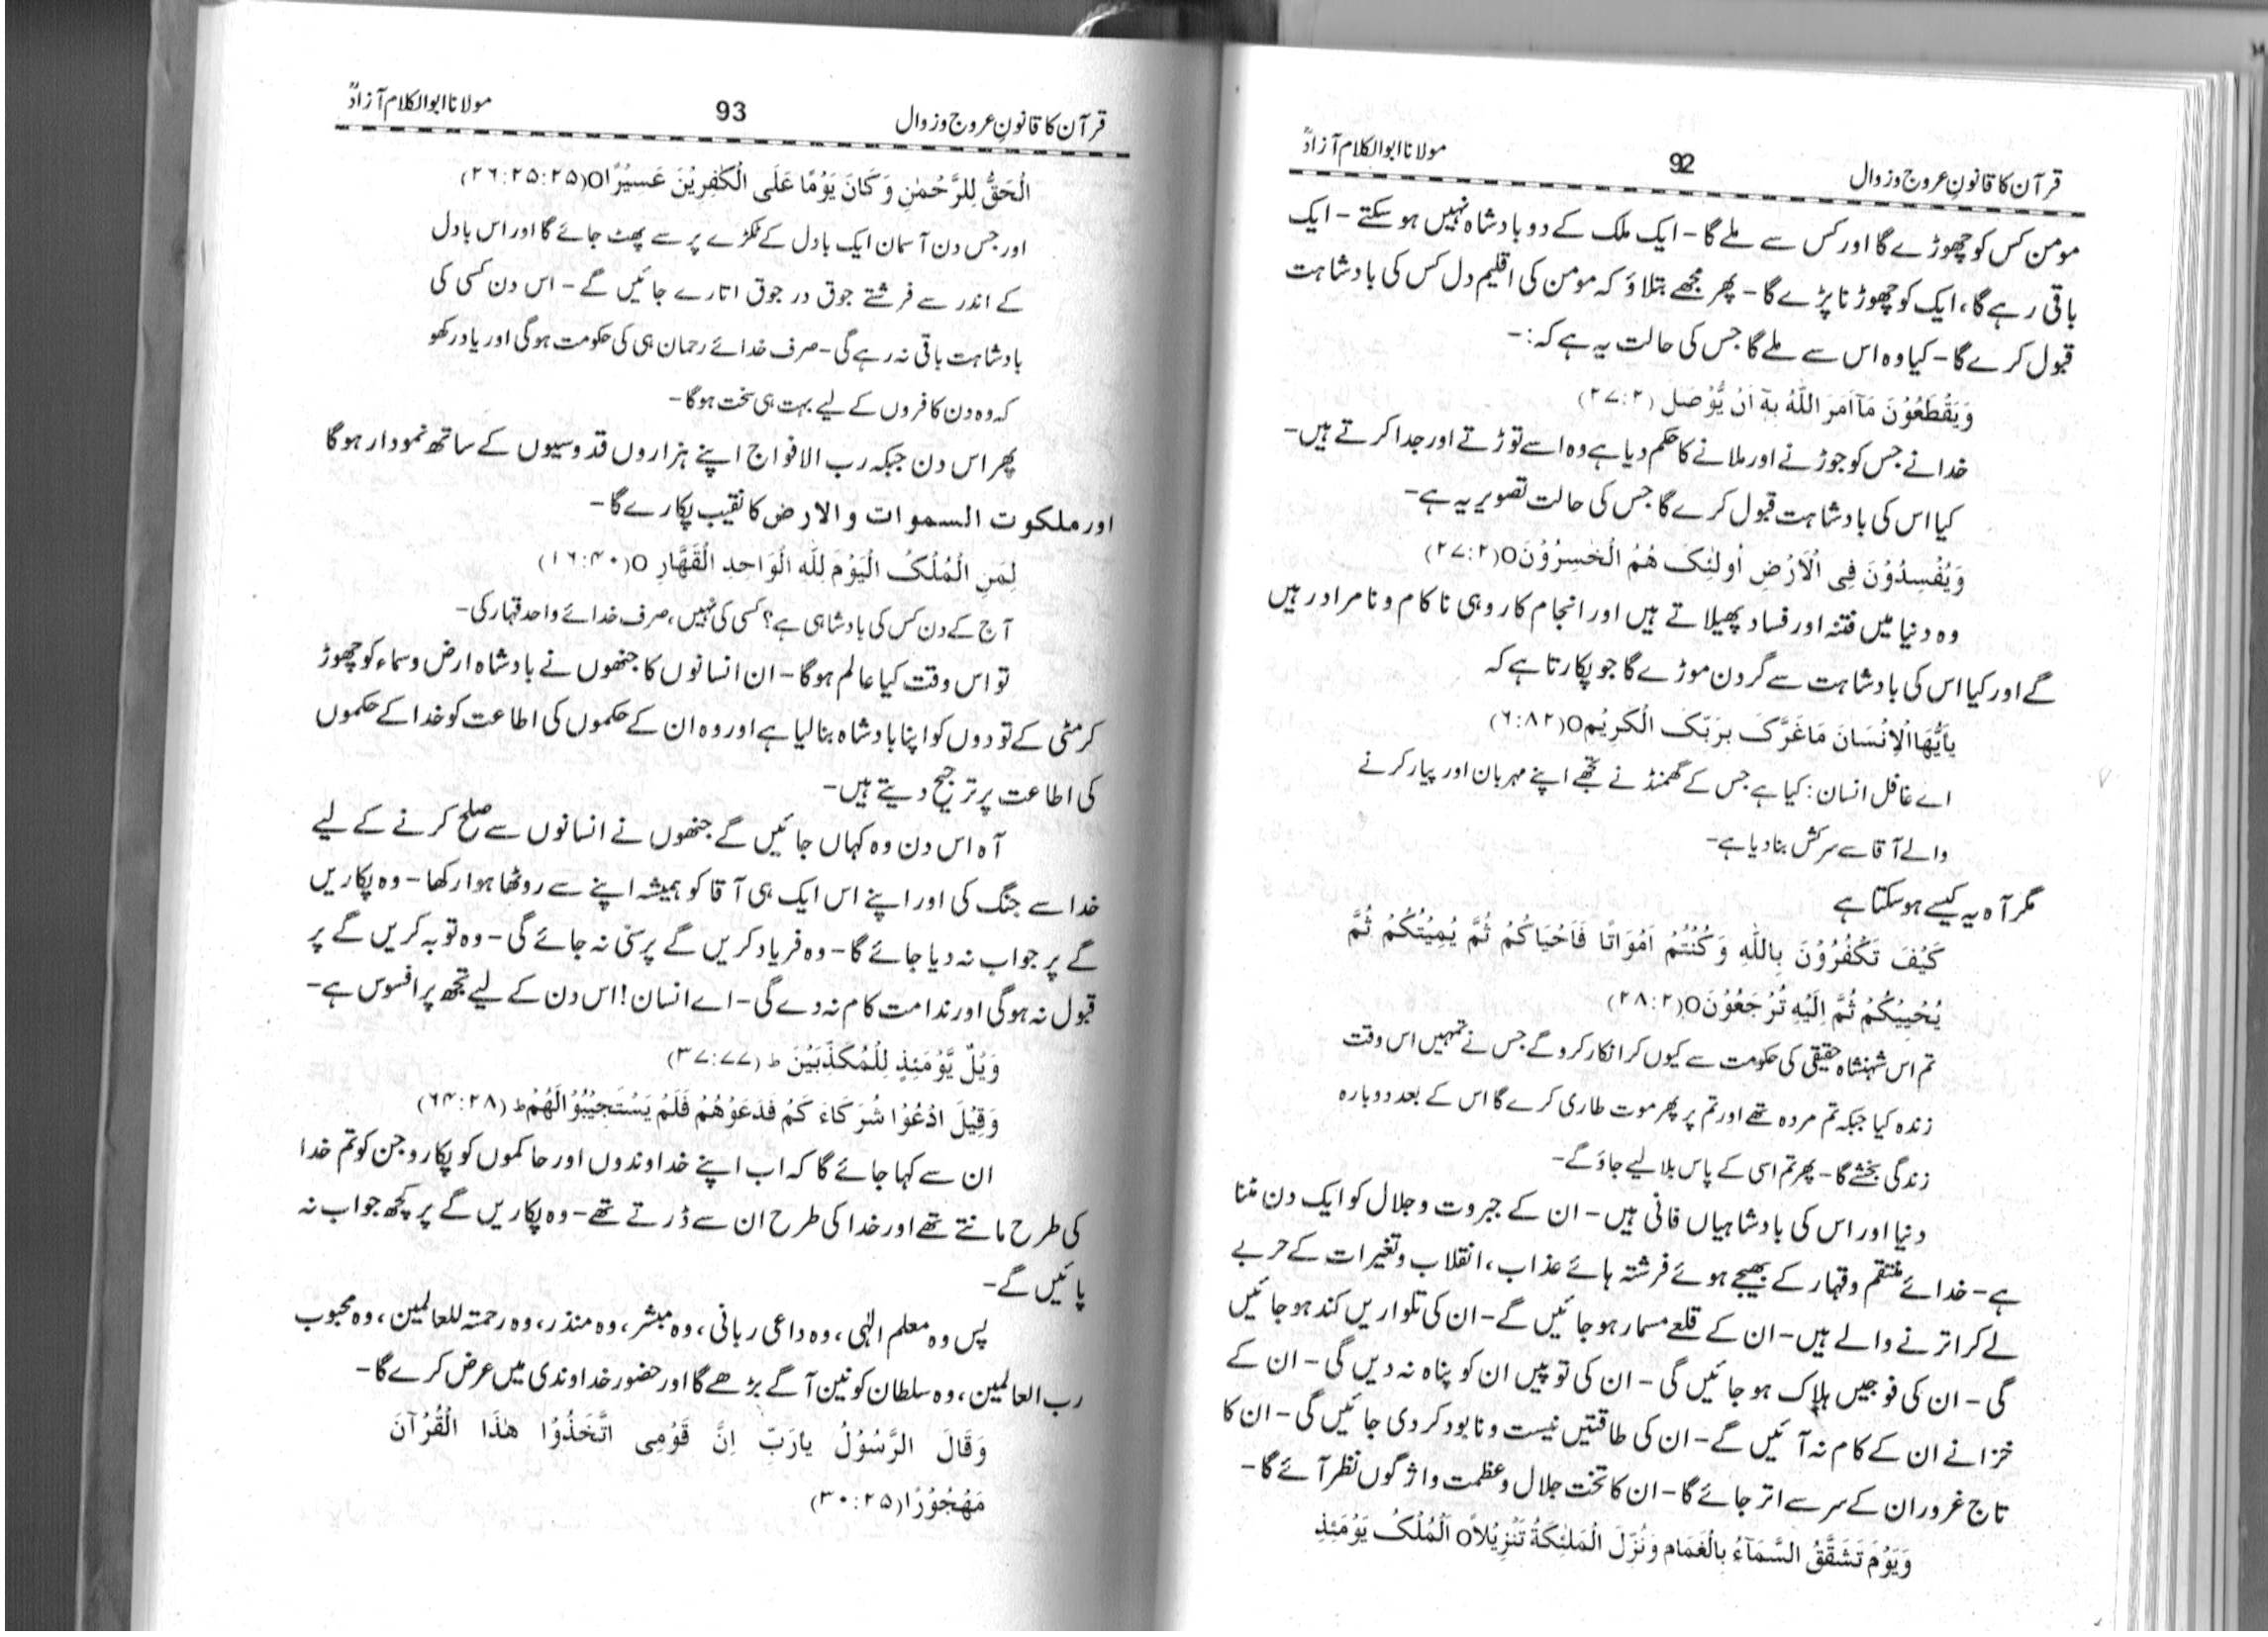 قرآن کا قانونِ عروج و زوال 92 مولانا ابوالکلام آزادؒ
مومن کس کو چھوڑے گا اور کس سے ملے گا۔ ایک ملک کے دو بادشاہ نہیں ہو سکتے۔ ایک
باقی رہے گا، ایک کو چھوڑنا پڑے گا۔ پھر مجھے بتلاؤ کہ مومن کی اقلیم دل کس کی بادشاہت
قبول کرے گا۔ کیا وہ اس سے ملے گا جس کی حالت یہ ہے کہ:۔
وَيَقْطَعُوْنَ مَآ اَمَرَ اللّٰهُ بِهٓ اَنْ يُّوْصَلَ (۲۷:۲)
خدا نے جس کو جوڑنے اور ملانے کا حکم دیا ہے وہ اسے توڑتے اور جدا کرتے ہیں۔
کیا اس کی بادشاہت قبول کرے گا جس کی حالت تصویر یہ ہے۔
وَيُفْسِدُوْنَ فِى الْاَرْضِ اُولٰٓئِكَ هُمُ الْخٰسِرُوْنَ0(۲۷:۲)
وہ دنیا میں فتنہ اور فساد پھیلاتے ہیں اور انجام کار وہی ناکام و نامراد رہیں
گے اور کیا اس کی بادشاہت سے گردن موڑے گا جو پکارتا ہے کہ
يٰاَيُّهَا الْاِنْسَانَ مَاغَرَّكَ بِرَبِّكَ الْكَرِيْمِ0(۶:۸۲)
اے غافل انسان: کیا ہے جس کے گھمنڈ نے تجھے اپنے مہربان اور پیار کرنے
والے آقا سے سرکش بنا دیا ہے۔
مگر آہ یہ کیسے ہو سکتا ہے
كَيْفَ تَكْفُرُوْنَ بِاللّٰهِ وَكُنْتُمْ اَمْوَاتًا فَاَحْيَاكُمْ ثُمَّ يُمِيْتُكُمْ ثُمَّ
يُحْيِيْكُمْ ثُمَّ اِلَيْهِ تُرْجَعُوْنَ0(۲۸:۲)
تم اس شہنشاہ حقیقی کی حکومت سے کیوں کر انکار کرو گے جس نے تمہیں اس وقت
زندہ کیا جبکہ تم مردہ تھے اور تم پر پھر موت طاری کرے گا اس کے بعد دوبارہ
زندگی بخشے گا۔ پھر تم اسی کے پاس بلا لیے جاؤ گے۔
دنیا اور اس کی بادشاہیاں فانی ہیں۔ ان کے جبروت و جلال کو ایک دن مٹنا
ہے۔ خدائے منتقم و قہار کے بھیجے ہوئے فرشتہ ہائے عذاب، انقلاب و تغیرات کے حربے
لے کر اترنے والے ہیں۔ ان کے قلعے مسمار ہو جائیں گے۔ ان کی تلواریں کند ہو جائیں
گی۔ ان کی فوجیں ہلاک ہو جائیں گی۔ ان کی توپیں ان کو پناہ نہ دیں گی۔ ان کے
خزانے ان کے کام نہ آئیں گے۔ ان کی طاقتیں نیست و نابود کر دی جائیں گی۔ ان کا
تاج غرور ان کے سر سے اتر جائے گا۔ ان کا تخت جلال و عظمت واژگوں نظر آئے گا۔
وَيَوْمَ تَشَقَّقُ السَّمَآءُ بِالْغَمَامِ وَنُزِّلَ الْمَلٰٓئِكَةُ تَنْزِيْلاً0 اَلْمُلْكُ يَوْمَئِذِ
قرآن کا قانونِ عروج و زوال 93 مولانا ابوالکلام آزادؒ
الْحَقُّ لِلرَّحْمٰنِ وَكَانَ يَوْمًا عَلَى الْكٰفِرِيْنَ عَسِيْرًا0(۲۶:۲۵:۲۵)
اور جس دن آسمان ایک بادل کے ٹکڑے پر سے پھٹ جائے گا اور اس بادل
کے اندر سے فرشتے جوق در جوق اتارے جائیں گے۔ اس دن کسی کی
بادشاہت باقی نہ رہے گی۔ صرف خدائے رحمان ہی کی حکومت ہو گی اور یاد رکھو
کہ وہ دن کافروں کے لیے بہت ہی سخت ہو گا۔
پھر اس دن جبکہ رب الافواج اپنے ہزاروں قدوسیوں کے ساتھ نمودار ہو گا
اور ملکوت السموات والارض کا نقیب پکارے گا۔
لِمَنِ الْمُلْكُ الْيَوْمَ لِلّٰهِ الْوَاحِدِ الْقَهَّارِ 0(۱۶:۴۰)
آج کے دن کس کی بادشاہی ہے؟ کسی کی نہیں، صرف خدائے واحد قہار کی۔
تو اس وقت کیا عالم ہو گا۔ ان انسانوں کا جنھوں نے بادشاہ ارض و سماء کو چھوڑ
کر مٹی کے تودوں کو اپنا بادشاہ بنا لیا ہے اور وہ ان کے حکموں کی اطاعت کو خدا کے حکموں
کی اطاعت پر ترجیح دیتے ہیں۔
آہ اس دن وہ کہاں جائیں گے جنھوں نے انسانوں سے صلح کرنے کے لیے
خدا سے جنگ کی اور اپنے اس ایک ہی آقا کو ہمیشہ اپنے سے روٹھا ہوا رکھا۔ وہ پکاریں
گے پر جواب نہ دیا جائے گا۔ وہ فریاد کریں گے پر سنی نہ جائے گی۔ وہ توبہ کریں گے پر
قبول نہ ہوگی اور ندامت کام نہ دے گی۔ اے انسان! اس دن کے لیے تجھ پر افسوس ہے۔
وَيْلٌ يَّوْمَئِذٍ لِلْمُكَذِّبَيْنَ ط (۳۷:۷۷)
وَقِيْلَ ادْعُوْا شُرَكَاءَ كُمْ فَدَعَوْهُمْ فَلَمْ يَسْتَجِيْبُوْالَهُمْ ط (۶۴:۲۸)
ان سے کہا جائے گا کہ اب اپنے خداوندوں اور حاکموں کو پکارو جن کو تم خدا
کی طرح مانتے تھے اور خدا کی طرح ان سے ڈرتے تھے۔ وہ پکاریں گے پر کچھ جواب نہ
پائیں گے۔
پس وہ معلم الٰہی، وہ داعی ربانی، وہ مبشر، وہ منذر، وہ رحمتہ للعالمین، وہ محبوب
رب العالمین، وہ سلطان کونین آگے بڑھے گا اور حضور خداوندی میں عرض کرے گا۔
وَقَالَ الرَّسُوْلُ يارَبِّ اِنَّ قَوْمِى اتَّخَذُوْا هٰذَا الْقُرْآنَ
مَهْجُوْرًا(۳۰:۲۵)